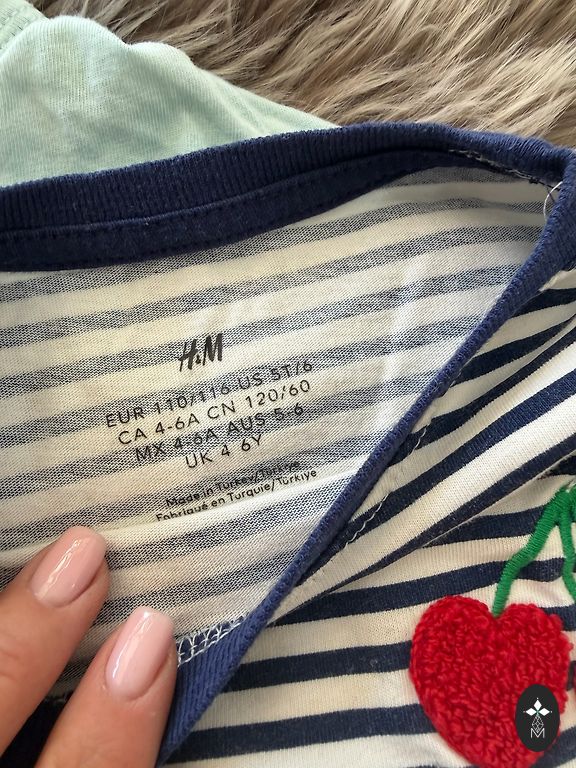 H&M
EUR 110/116 US 5T/6
CA 4-6A CN 120/60
MX 4-6A AUS 5-6
UK 4-6Y
Made in Turkey/Türkiye
Fabriqué en Turquie/Türkiye